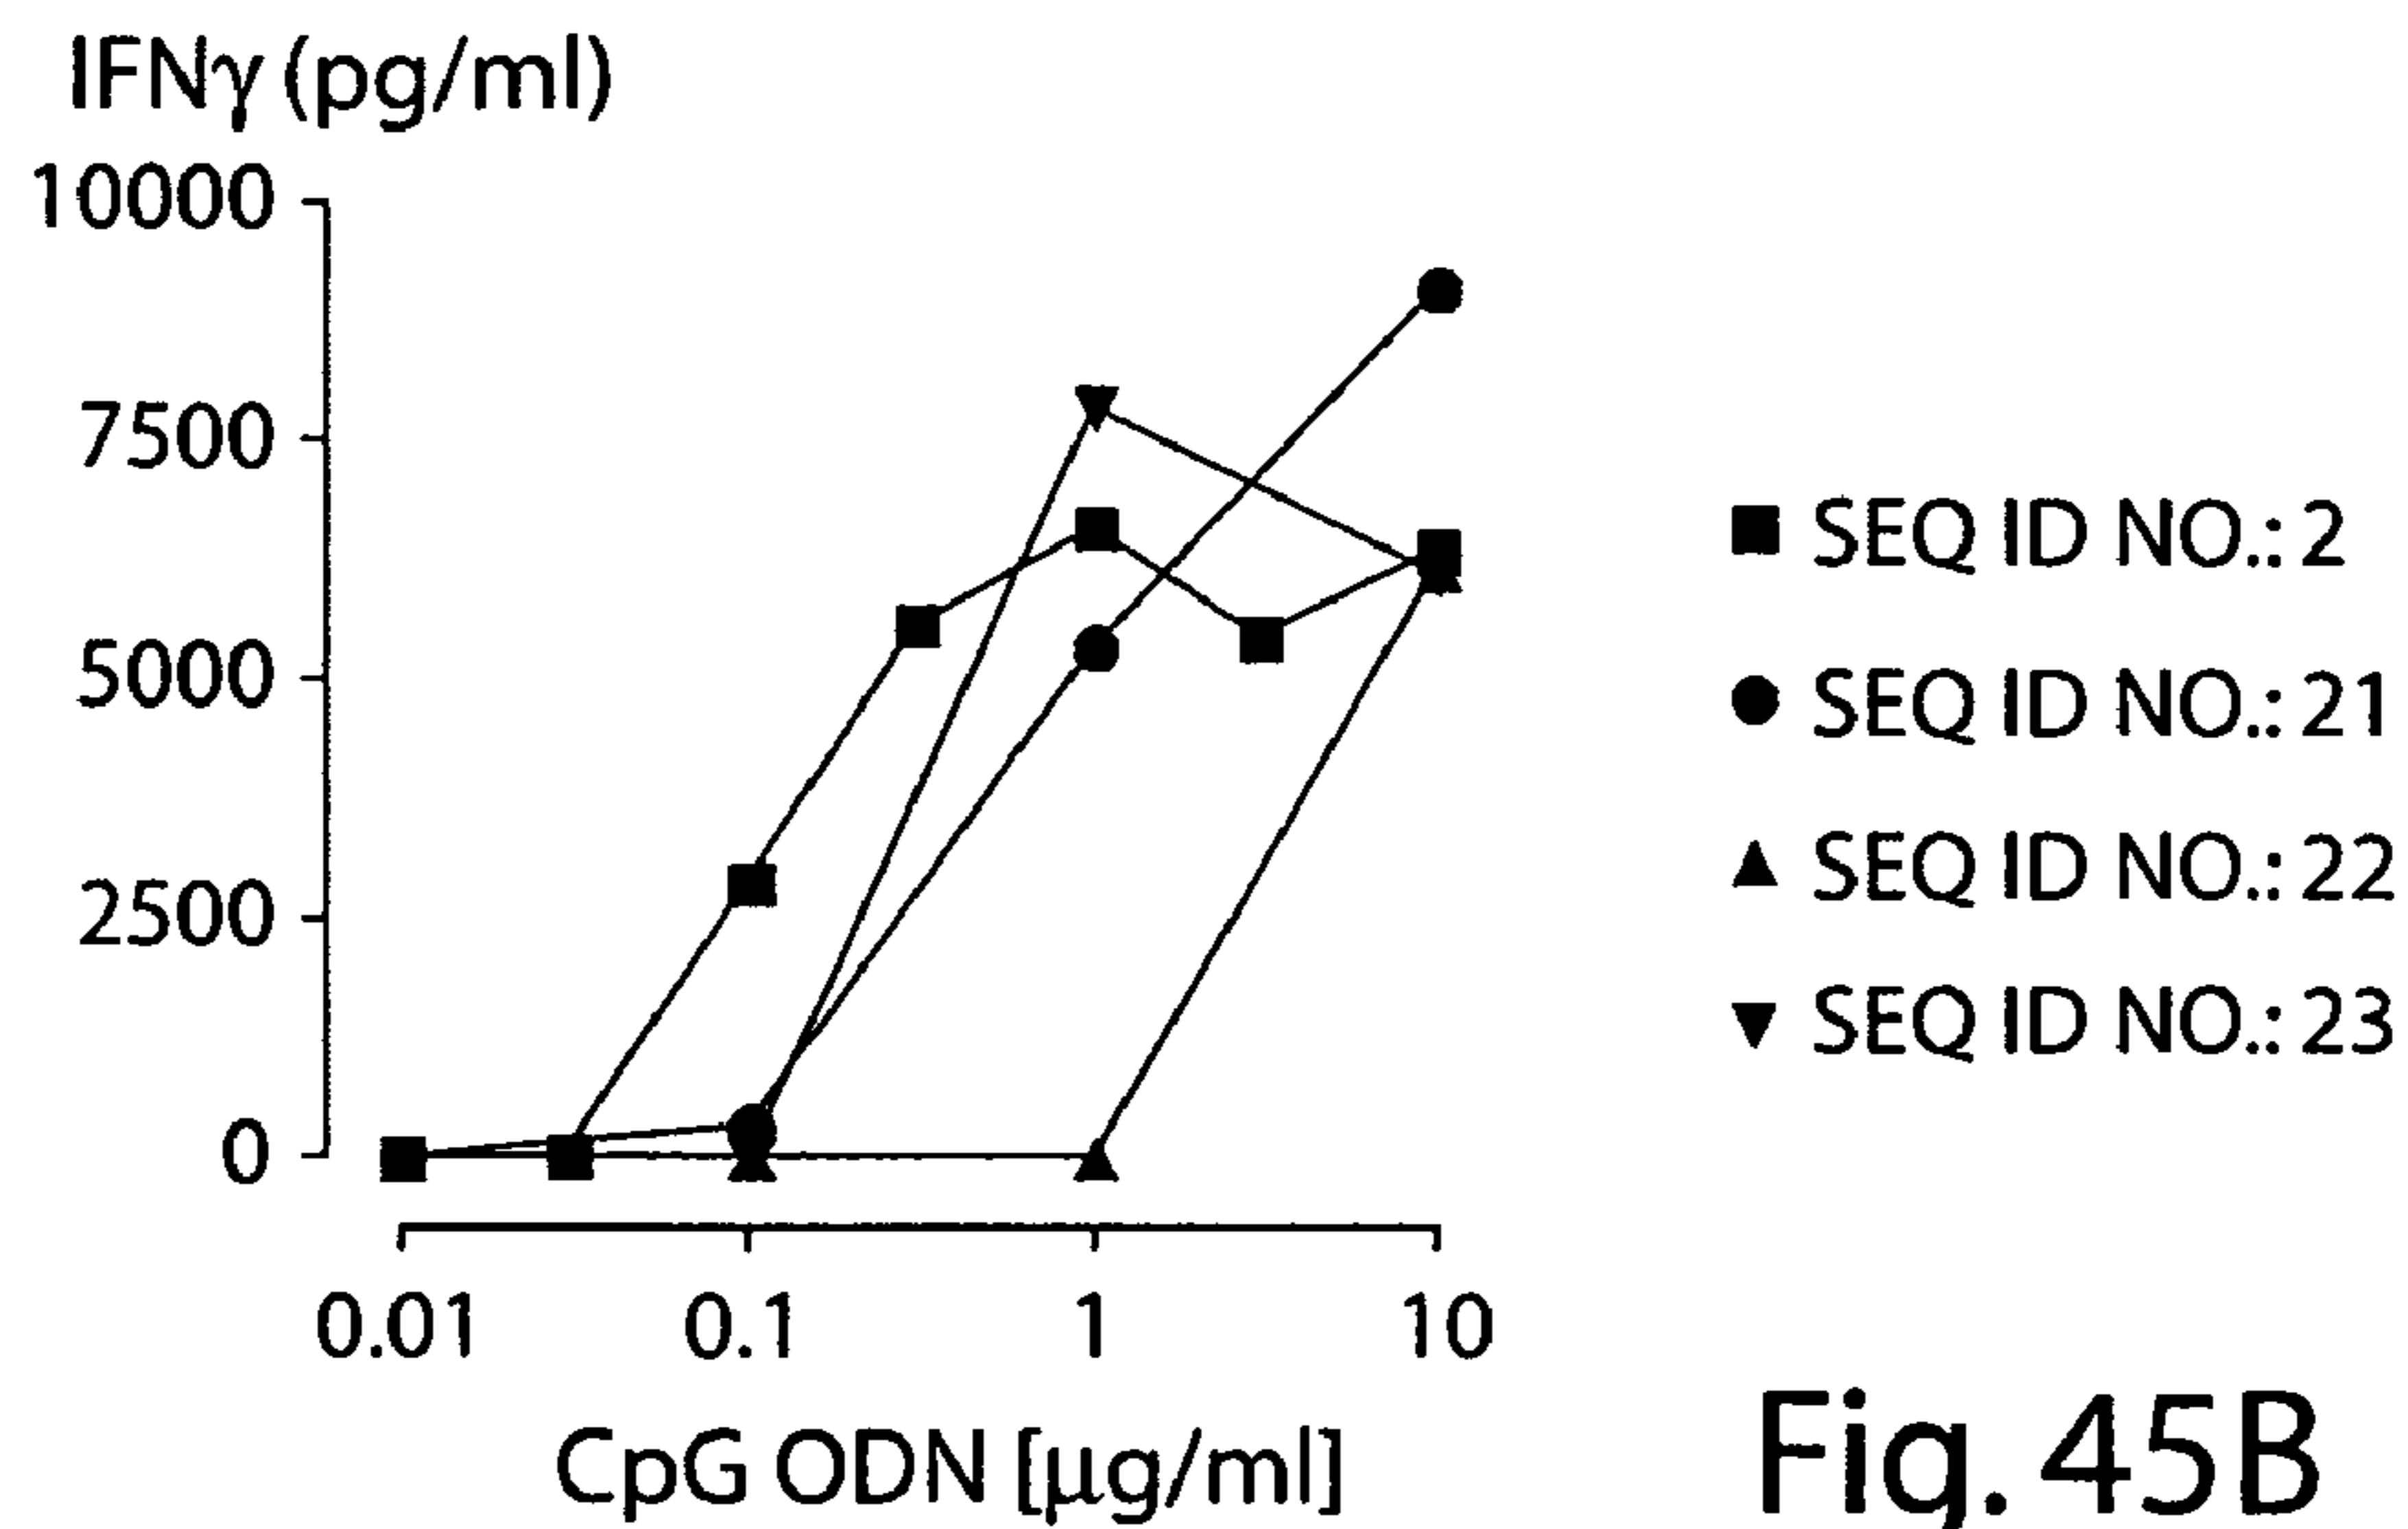 IFNγ (pg/ml)
10000
7500
5000
2500
0
0.01 0.1 1 10
CpG ODN [µg/ml]
SEQ ID NO.: 2
SEQ ID NO.: 21
SEQ ID NO.: 22
SEQ ID NO.: 23
Fig. 45B